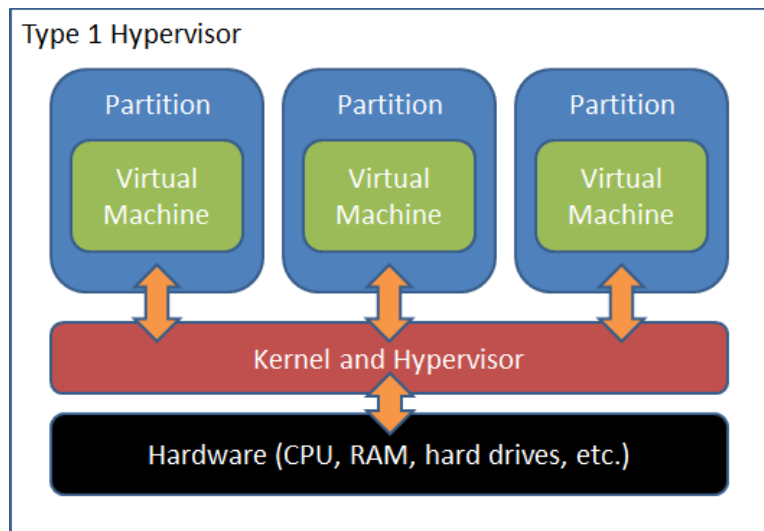 Type 1 Hypervisor
Partition
Virtual
Machine
Partition
Virtual
Machine
Partition
Virtual
Machine
Kernel and Hypervisor
Hardware (CPU, RAM, hard drives, etc.)